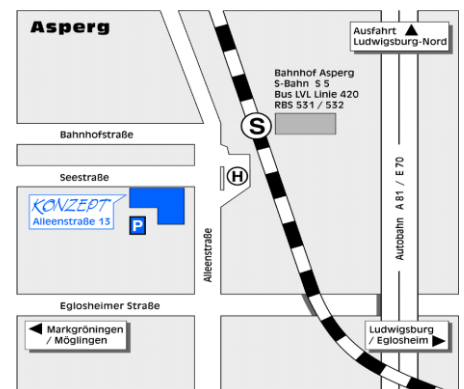 Asperg
Ausfahrt
Ludwigsburg-Nord
Bahnhof Asperg
S-Bahn S 5
Bus LVL Linie 420
RBS 531 / 532
S
Bahnhofstraße
H
Seestraße
KONZEPT
Alleenstraße 13
P
Alleenstraße
Autobahn A 81 / E 70
Eglosheimer Straße
Markgröningen
/ Möglingen
Ludwigsburg
/ Eglosheim